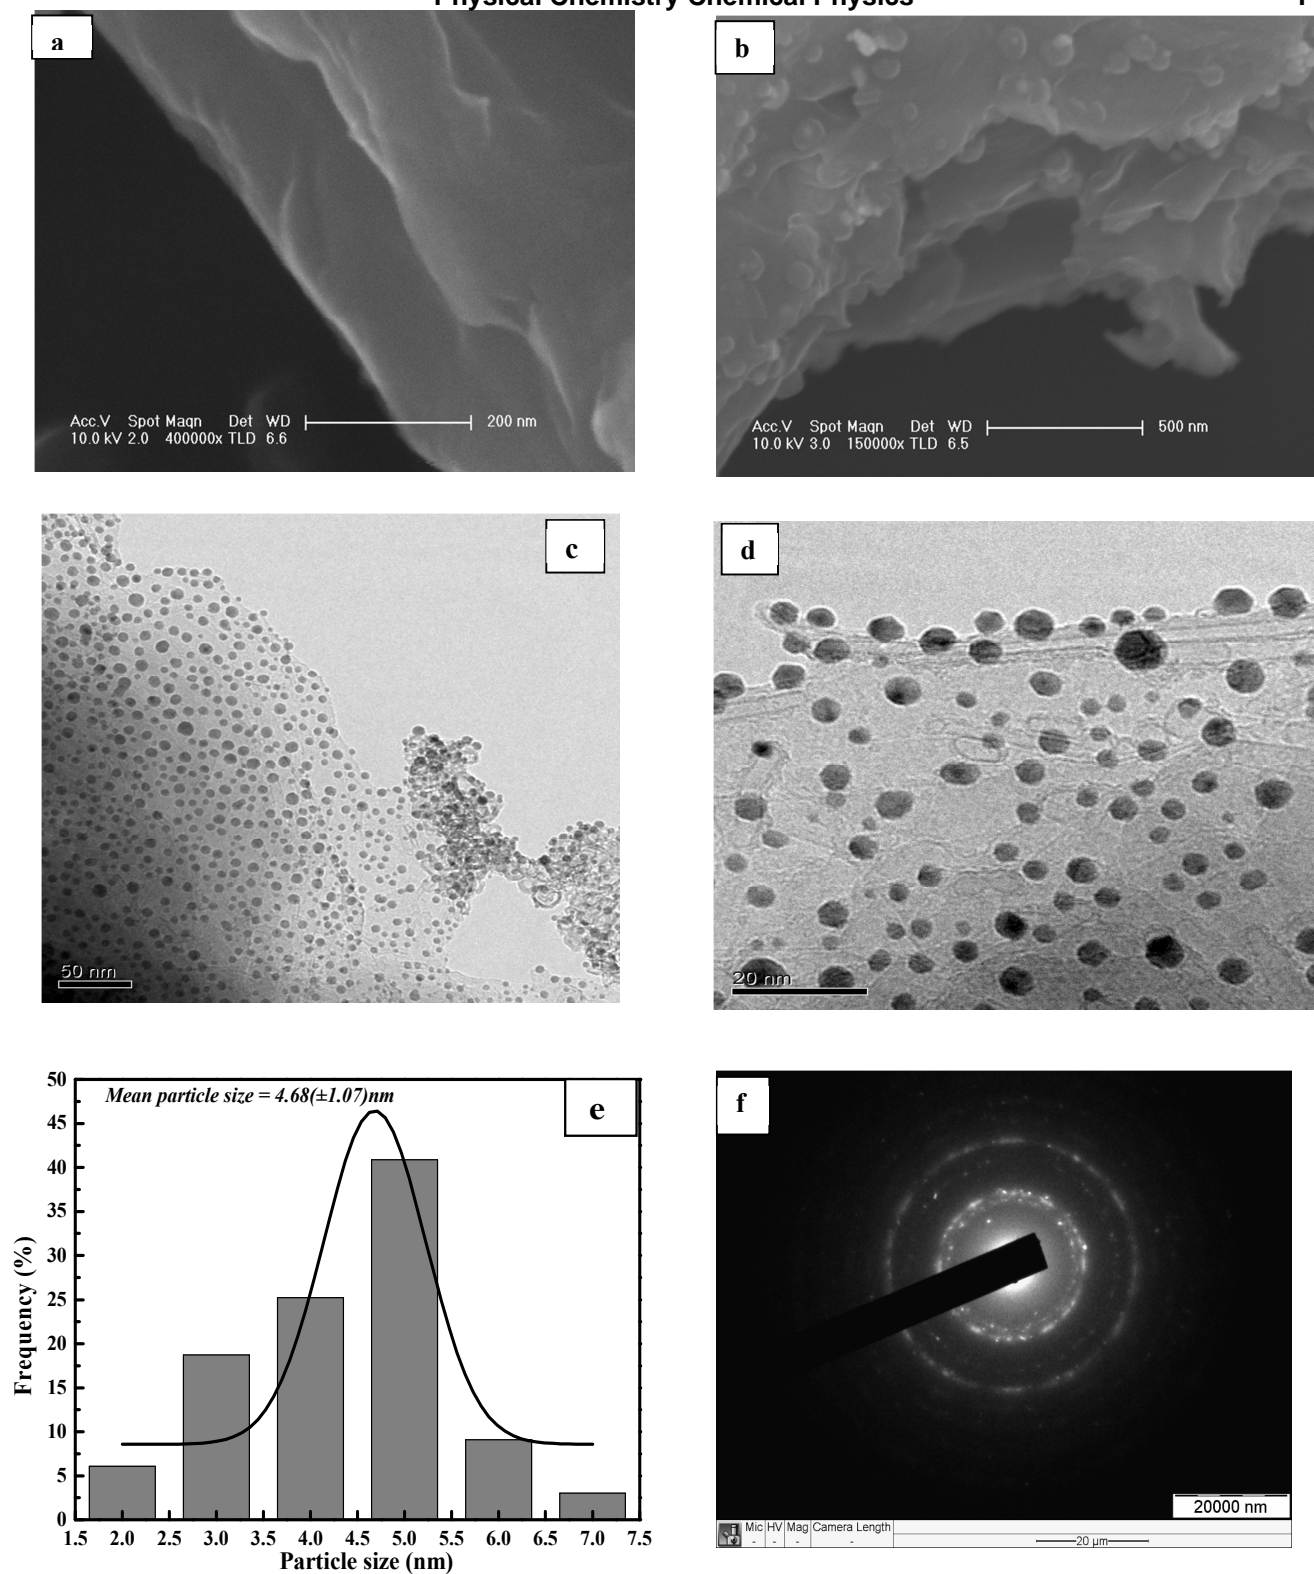 Physical Chemistry Chemical Physics
a
b
Acc.V Spot Magn Det WD 200 nm
10.0 kV 2.0 400000x TLD 6.6
Acc.V Spot Magn Det WD 500 nm
10.0 kV 3.0 150000x TLD 6.5
c
d
50 nm
20 nm
Mean particle size = 4.68(±1.07)nm
e
f
50
45
40
35
30
25
20
15
10
5
0
Frequency (%)
1.5 2.0 2.5 3.0 3.5 4.0 4.5 5.0 5.5 6.0 6.5 7.0 7.5
Particle size (nm)
20000 nm
Mic HV Mag Camera Length
- - - -
20 µm